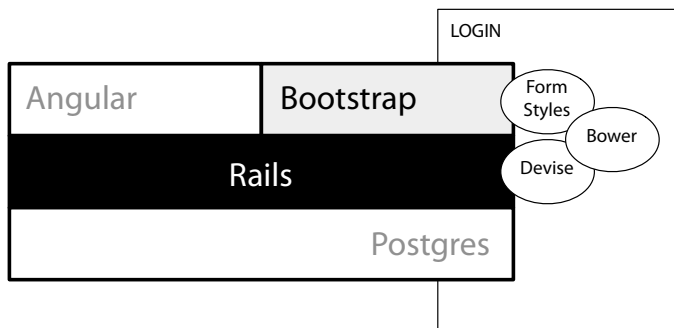 LOGIN
Angular
Bootstrap
Form
Styles
Bower
Devise
Rails
Postgres